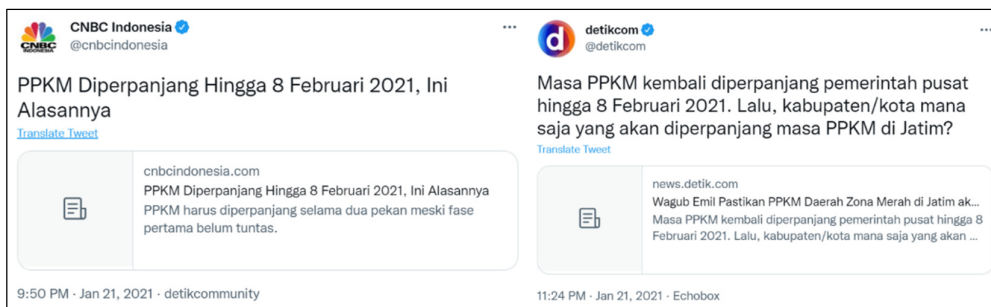 CNBC Indonesia
@cnbcindonesia
PPKM Diperpanjang Hingga 8 Februari 2021, Ini
Alasannya
Translate Tweet
cnbcindonesia.com
PPKM Diperpanjang Hingga 8 Februari 2021, Ini Alasannya
PPKM harus diperpanjang selama dua pekan meski fase
pertama belum tuntas.
9:50 PM · Jan 21, 2021 · detikcommunity
CNBC
INDONESIA
detikcom
@detikcom
d
Masa PPKM kembali diperpanjang pemerintah pusat
hingga 8 Februari 2021. Lalu, kabupaten/kota mana
saja yang akan diperpanjang masa PPKM di Jatim?
Translate Tweet
news.detik.com
Wagub Emil Pastikan PPKM Daerah Zona Merah di Jatim ak...
Masa PPKM kembali diperpanjang pemerintah pusat hingga 8
Februari 2021. Lalu, kabupaten/kota mana saja yang akan ...
11:24 PM · Jan 21, 2021 · Echobox